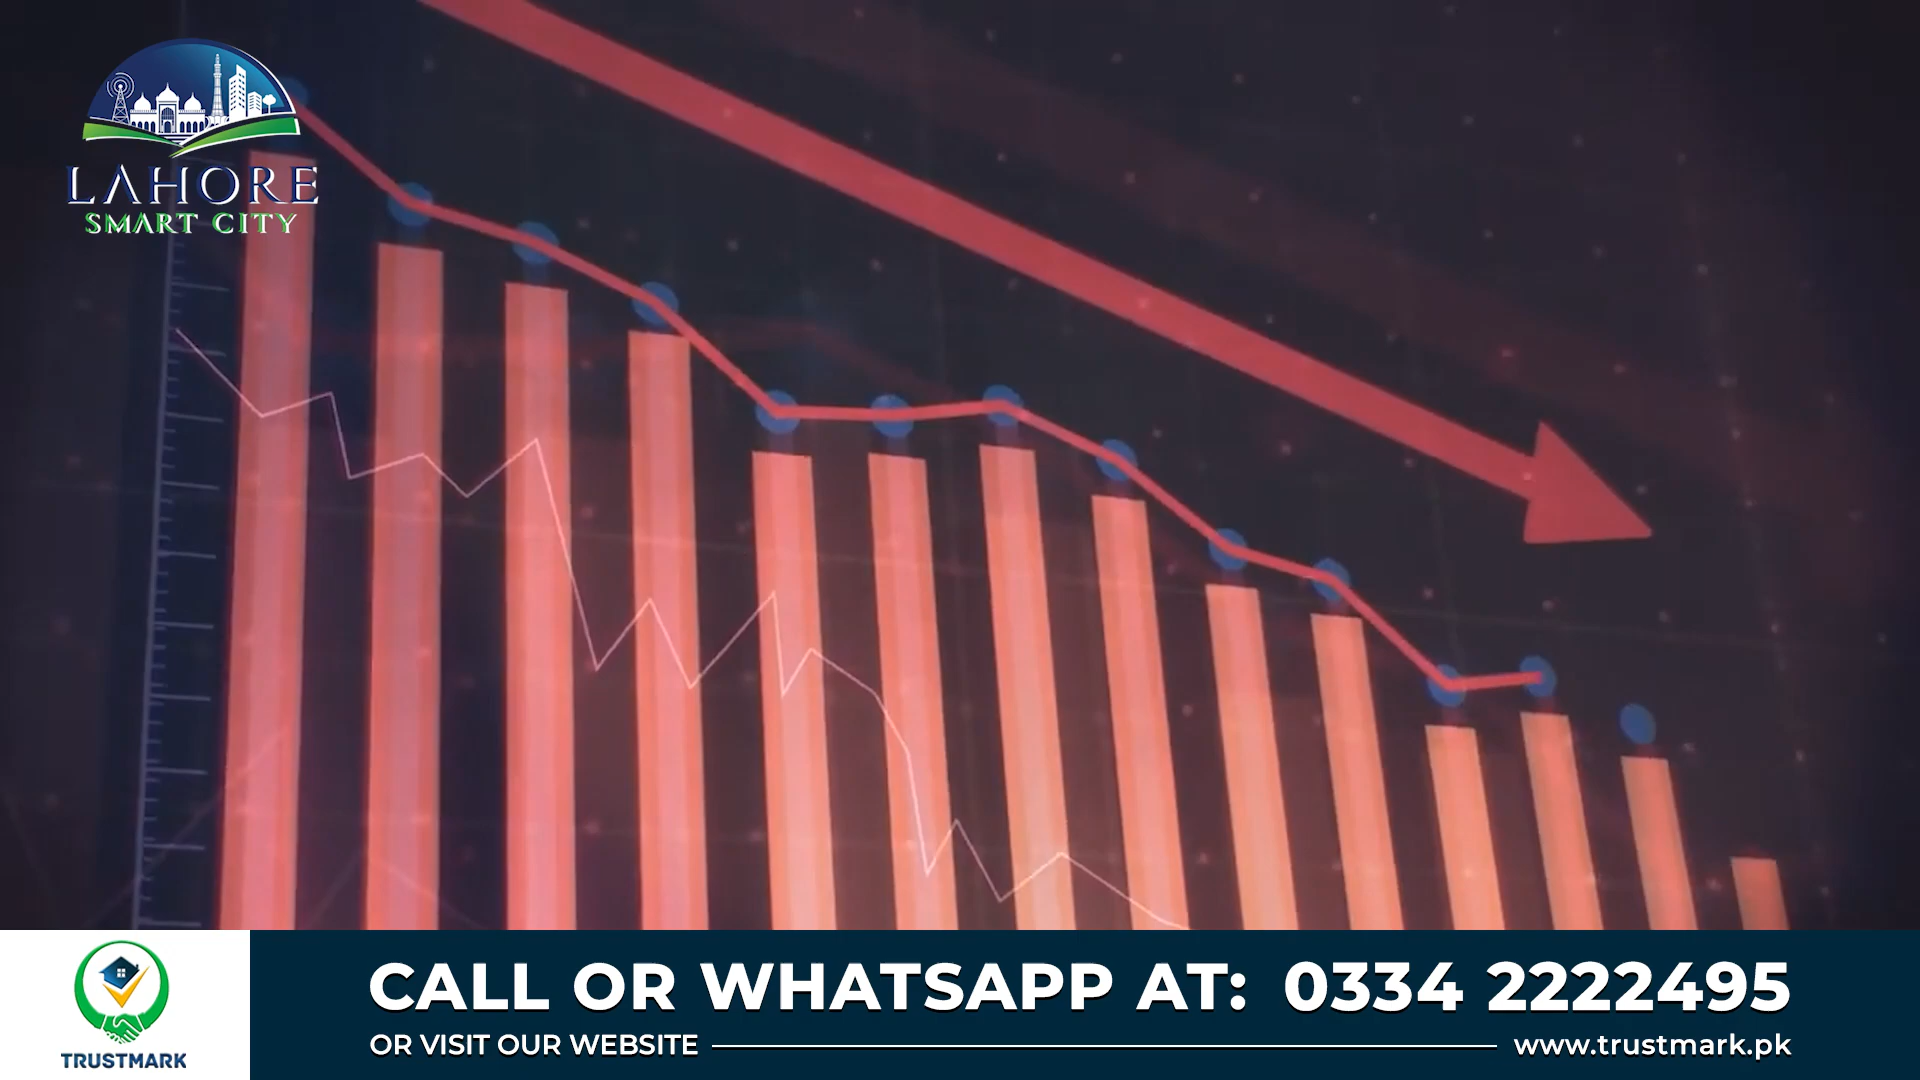 LAHORE
SMART CITY
CALL OR WHATSAPP AT: 0334 2222495
OR VISIT OUR WEBSITE www.trustmark.pk
TRUSTMARK